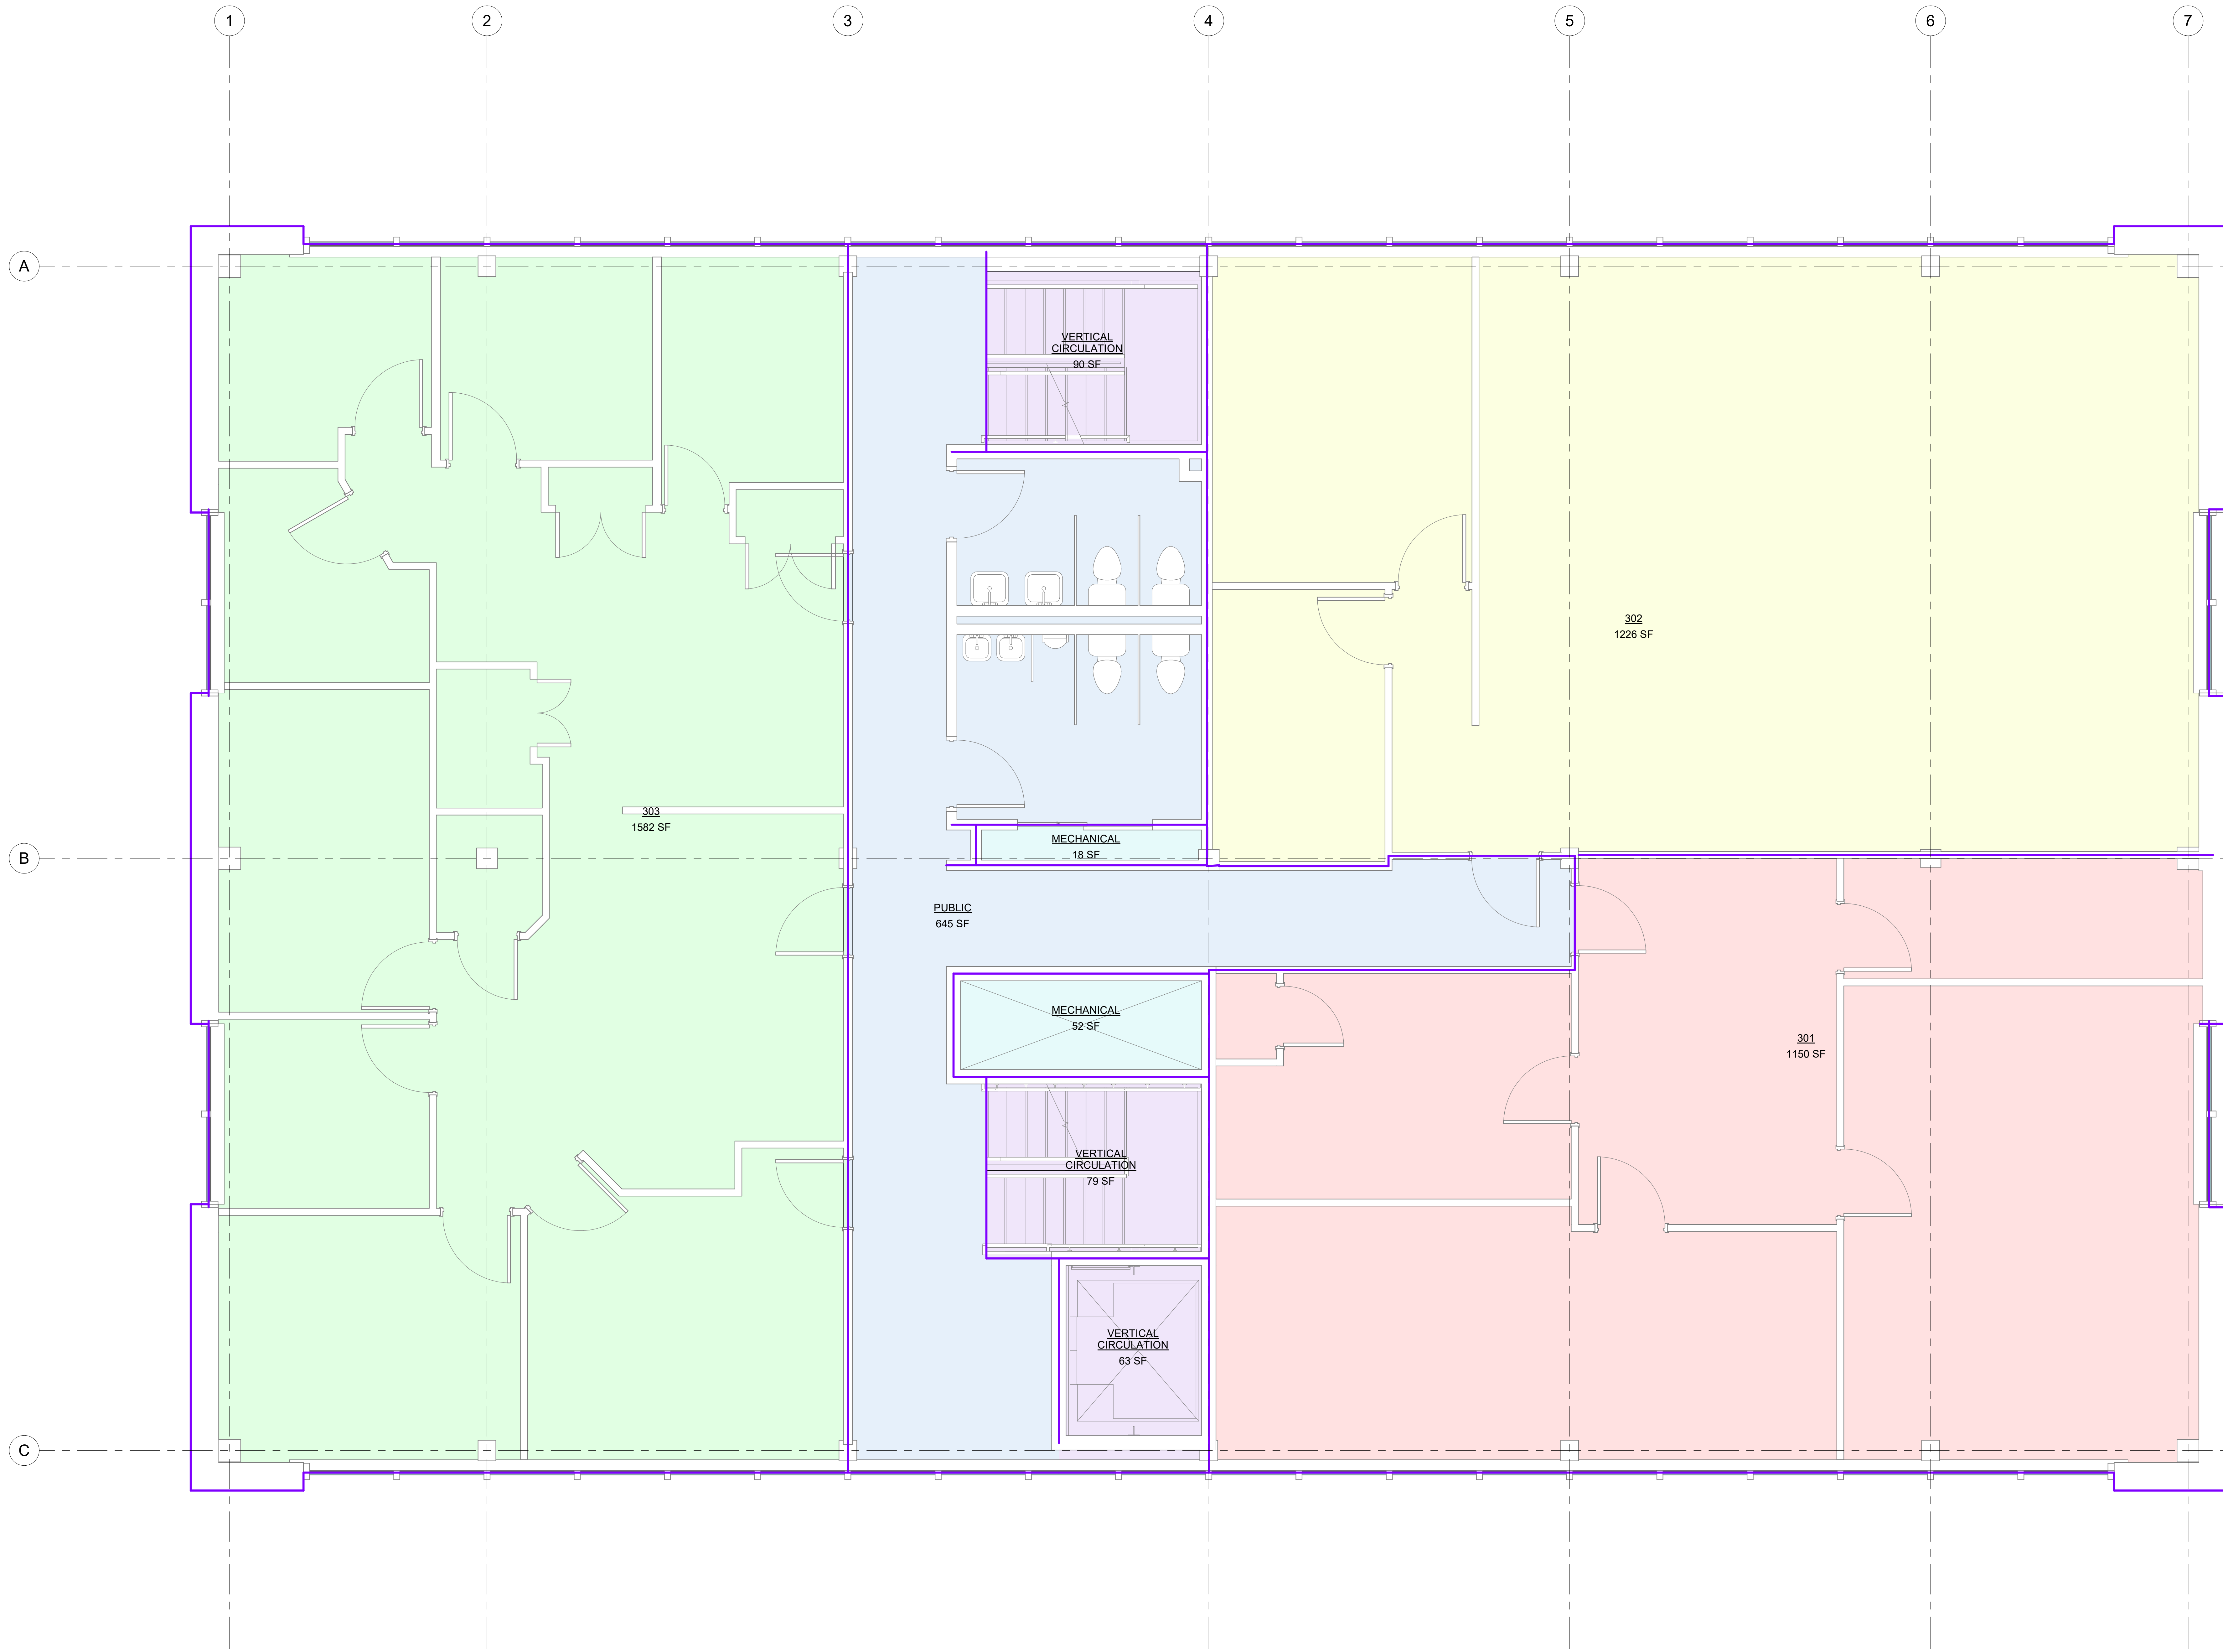 1
2
3
4
5
6
7
A
VERTICAL
CIRCULATION
90 SF
302
1226 SF
303
1582 SF
MECHANICAL
18 SF
B
PUBLIC
645 SF
MECHANICAL
52 SF
301
1150 SF
VERTICAL
CIRCULATION
79 SF
VERTICAL
CIRCULATION
63 SF
C